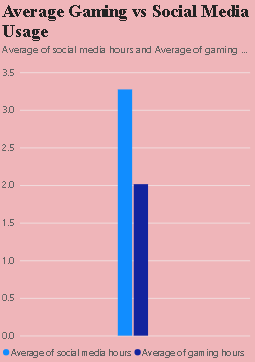 Average Gaming vs Social Media
Usage
Average of social media hours and Average of gaming ...
3.5
3.0
2.5
2.0
1.5
1.0
0.5
0.0
Average of social media hours Average of gaming hours